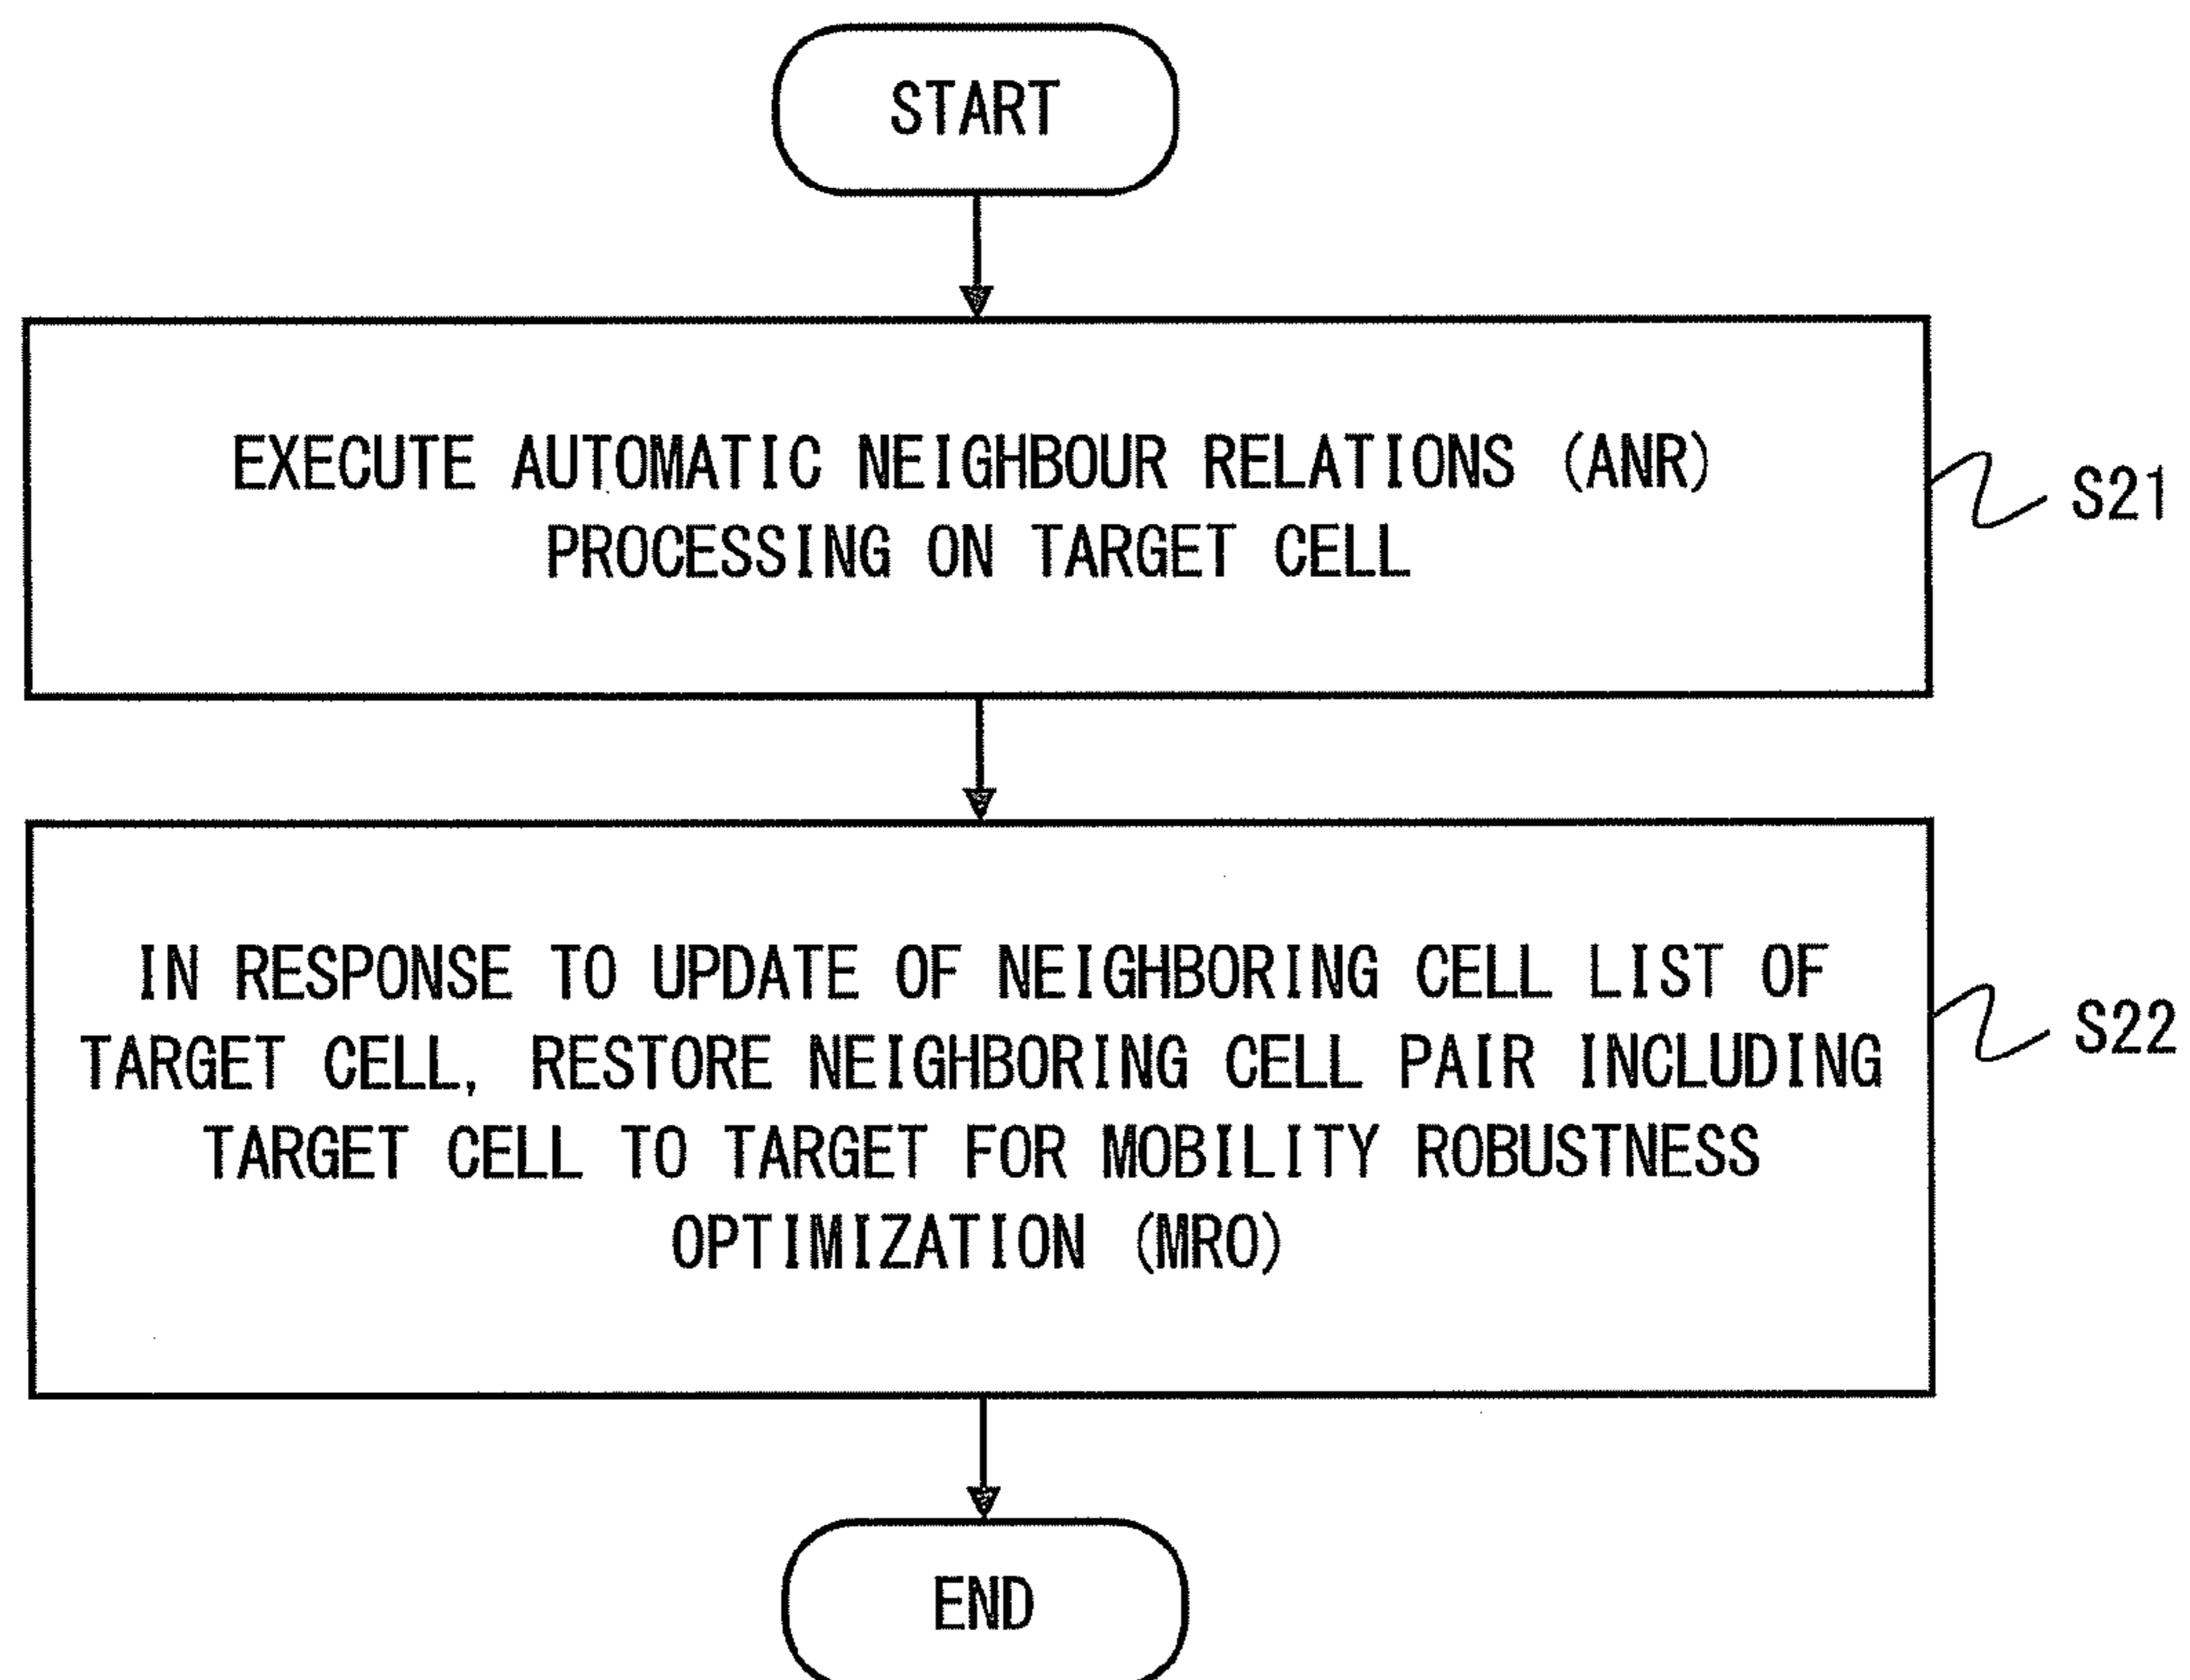 START
EXECUTE AUTOMATIC NEIGHBOUR RELATIONS (ANR)
PROCESSING ON TARGET CELL
S21
IN RESPONSE TO UPDATE OF NEIGHBORING CELL LIST OF
TARGET CELL, RESTORE NEIGHBORING CELL PAIR INCLUDING
TARGET CELL TO TARGET FOR MOBILITY ROBUSTNESS
OPTIMIZATION (MRO)
S22
END